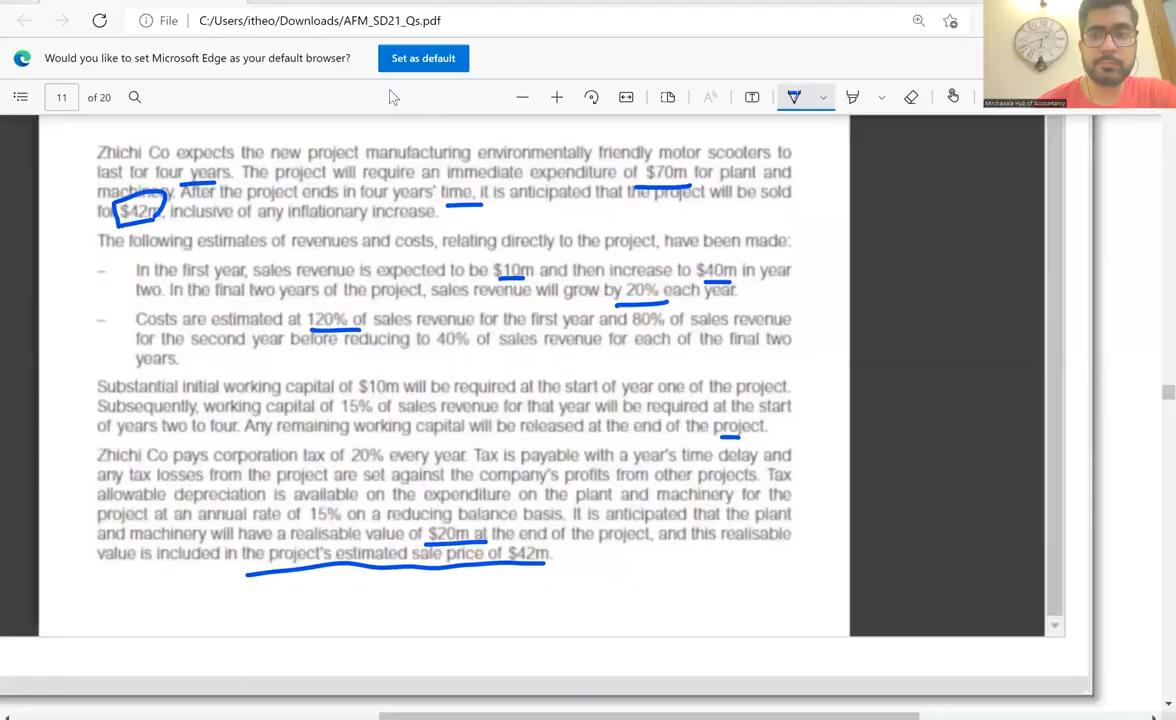 File
C:/Users/itheo/Downloads/AFM_SD21_Qs.pdf
Would you like to set Microsoft Edge as your default browser?
Set as default
11
of 20
Mirchawala Hub of Accountancy
Zhichi Co expects the new project manufacturing environmentally friendly motor scooters to
last for four years. The project will require an immediate expenditure of $70m for plant and
machinery. After the project ends in four years' time, it is anticipated that the project will be sold
for $42m, inclusive of any inflationary increase.
The following estimates of revenues and costs, relating directly to the project, have been made:
– In the first year, sales revenue is expected to be $10m and then increase to $40m in year
two. In the final two years of the project, sales revenue will grow by 20% each year.
– Costs are estimated at 120% of sales revenue for the first year and 80% of sales revenue
for the second year before reducing to 40% of sales revenue for each of the final two
years.
Substantial initial working capital of $10m will be required at the start of year one of the project.
Subsequently, working capital of 15% of sales revenue for that year will be required at the start
of years two to four. Any remaining working capital will be released at the end of the project.
Zhichi Co pays corporation tax of 20% every year. Tax is payable with a year's time delay and
any tax losses from the project are set against the company's profits from other projects. Tax
allowable depreciation is available on the expenditure on the plant and machinery for the
project at an annual rate of 15% on a reducing balance basis. It is anticipated that the plant
and machinery will have a realisable value of $20m at the end of the project, and this realisable
value is included in the project's estimated sale price of $42m.